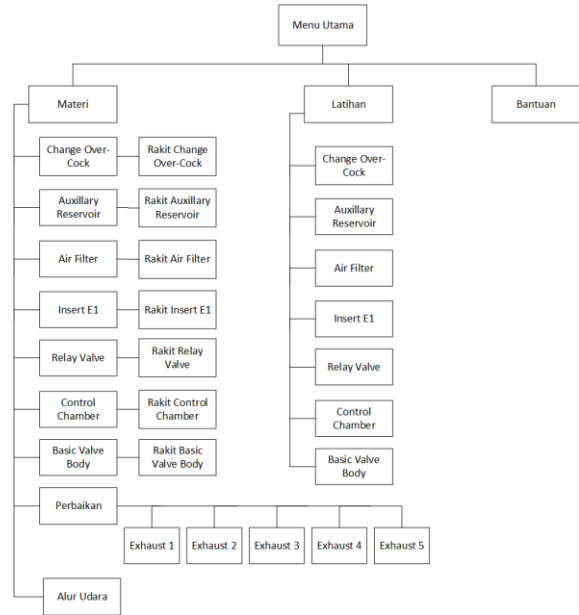 Menu Utama
Materi
Latihan
Bantuan
Change Over-
Cock
Rakit Change
Over-Cock
Auxillary
Reservoir
Rakit Auxillary
Reservoir
Air Filter
Rakit Air Filter
Insert E1
Rakit Insert E1
Relay Valve
Rakit Relay
Valve
Control
Chamber
Rakit Control
Chamber
Basic Valve
Body
Rakit Basic
Valve Body
Perbaikan
Exhaust 1
Exhaust 2
Exhaust 3
Exhaust 4
Exhaust 5
Alur Udara
Change Over-
Cock
Auxillary
Reservoir
Air Filter
Insert E1
Relay Valve
Control
Chamber
Basic Valve
Body